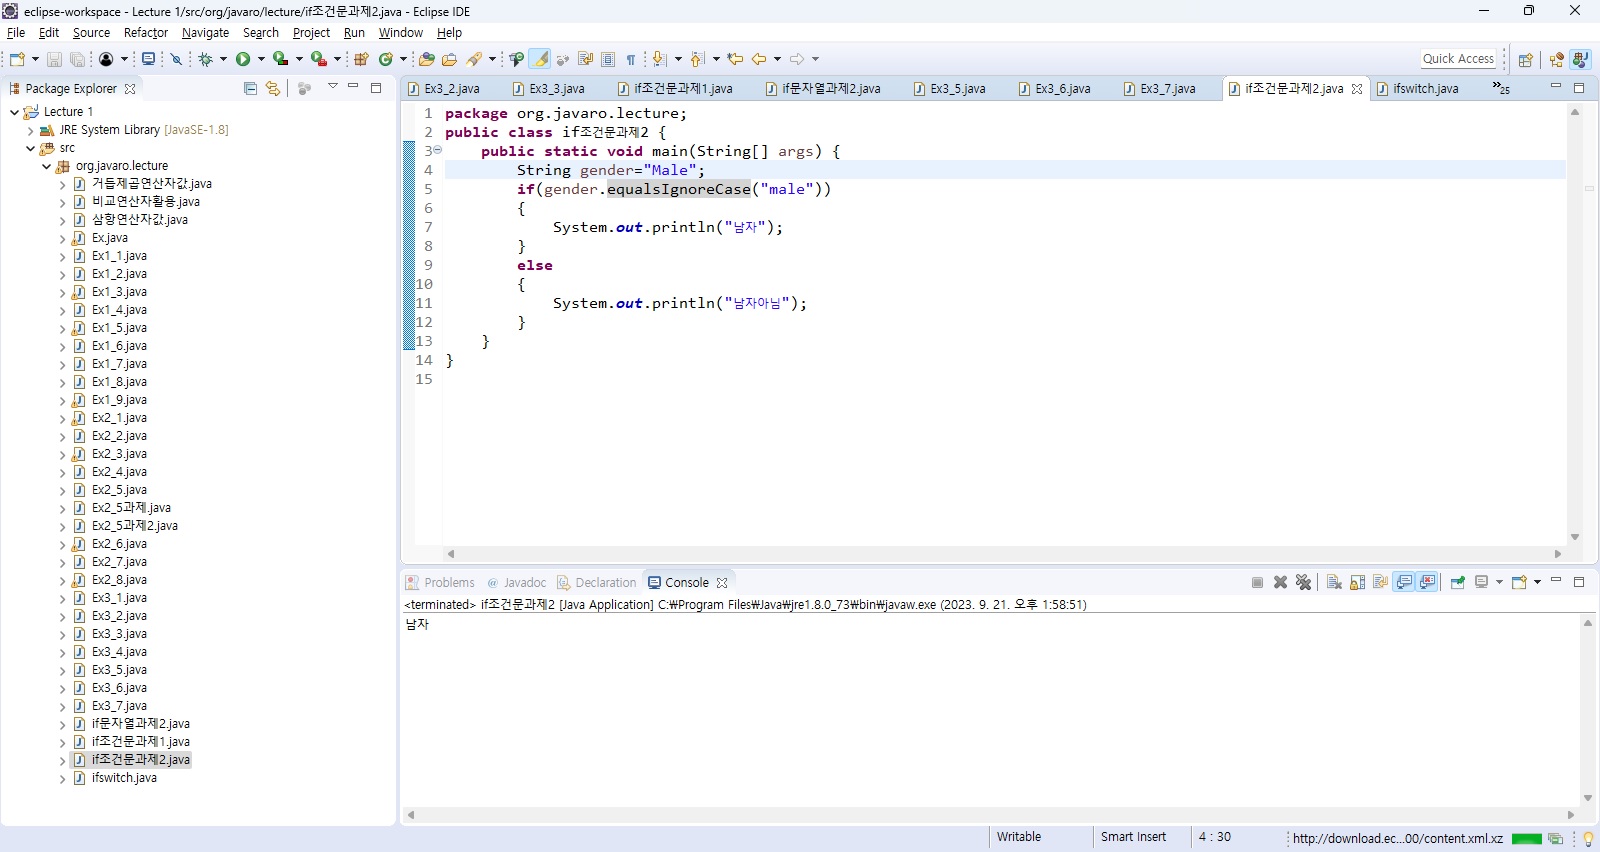 eclipse-workspace - Lecture 1/src/org/javaro/lecture/if조건문과제2.java - Eclipse IDE
File Edit Source Refactor Navigate Search Project Run Window Help
Quick Access
Package Explorer
Lecture 1
JRE System Library [JavaSE-1.8]
src
org.javaro.lecture
거듭제곱연산자값.java
비교연산자활용.java
삼항연산자값.java
Ex.java
Ex1_1.java
Ex1_2.java
Ex1_3.java
Ex1_4.java
Ex1_5.java
Ex1_6.java
Ex1_7.java
Ex1_8.java
Ex1_9.java
Ex2_1.java
Ex2_2.java
Ex2_3.java
Ex2_4.java
Ex2_5.java
Ex2_5과제.java
Ex2_5과제2.java
Ex2_6.java
Ex2_7.java
Ex2_8.java
Ex3_1.java
Ex3_2.java
Ex3_3.java
Ex3_4.java
Ex3_5.java
Ex3_6.java
Ex3_7.java
if문자열과제2.java
if조건문과제1.java
if조건문과제2.java
ifswitch.java
Ex3_2.java Ex3_3.java if조건문과제1.java if문자열과제2.java Ex3_5.java Ex3_6.java Ex3_7.java if조건문과제2.java ifswitch.java »25
1 package org.javaro.lecture;
2 public class if조건문과제2 {
3 public static void main(String[] args) {
4 String gender="Male";
5 if(gender.equalsIgnoreCase("male"))
6 {
7 System.out.println("남자");
8 }
9 else
10 {
11 System.out.println("남자아님");
12 }
13 }
14 }
15
Problems @ Javadoc Declaration Console
<terminated> if조건문과제2 [Java Application] C:₩Program Files₩Java₩jre1.8.0_73₩bin₩javaw.exe (2023. 9. 21. 오후 1:58:51)
남자
Writable Smart Insert 4 : 30 http://download.ec...00/content.xml.xz